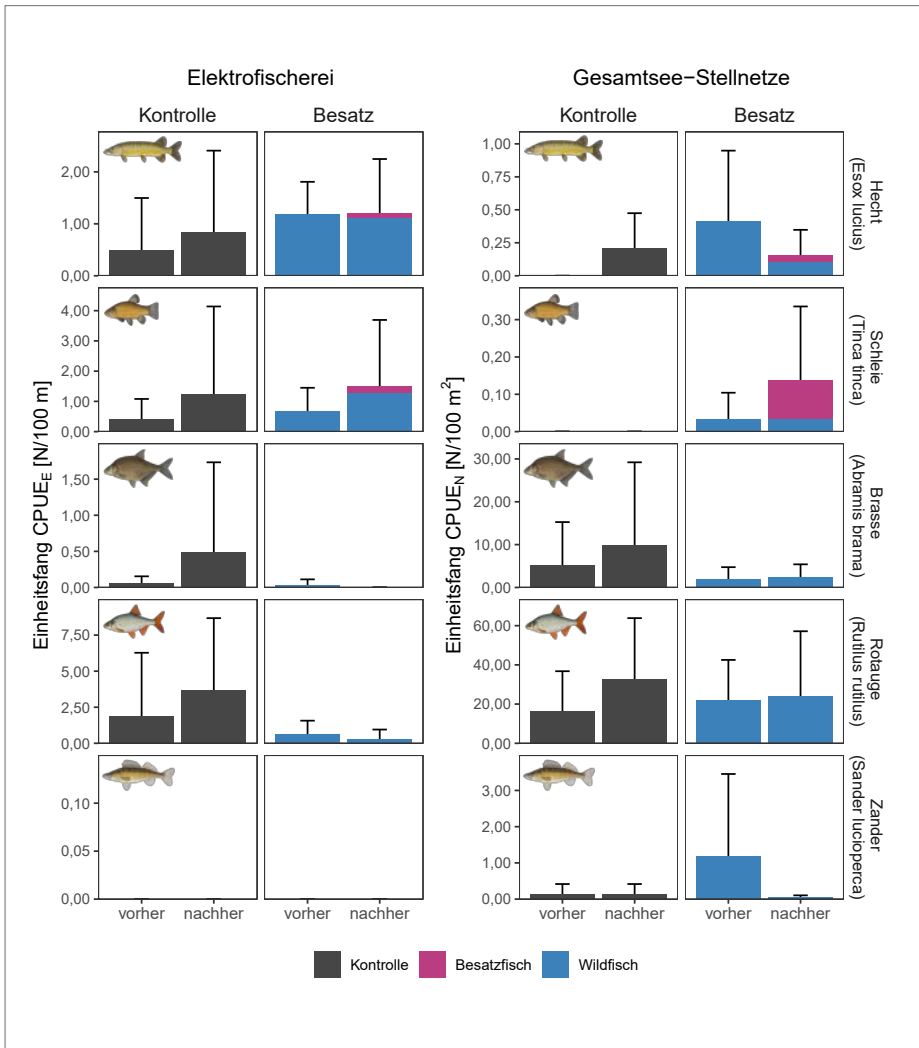 Elektrofischerei
Gesamtsee−Stellnetze
Kontrolle
Besatz
Kontrolle
Besatz
Einheitsfang CPUE_E [N/100 m]
2,00
1,00
0,00
4,00
3,00
2,00
1,00
0,00
1,50
0,50
0,00
7,50
5,00
2,50
0,00
0,10
0,05
0,00
Einheitsfang CPUE_N [N/100 m²]
1,00
0,75
0,50
0,25
0,00
0,30
0,20
0,10
0,00
30,00
20,00
10,00
0,00
60,00
40,00
20,00
0,00
3,00
2,00
1,00
0,00
Hecht
(Esox lucius)
Schleie
(Tinca tinca)
Brasse
(Abramis brama)
Rotauge
(Rutilus rutilus)
Zander
(Sander lucioperca)
vorher
nachher
vorher
nachher
vorher
nachher
vorher
nachher
Kontrolle
Besatzfisch
Wildfisch